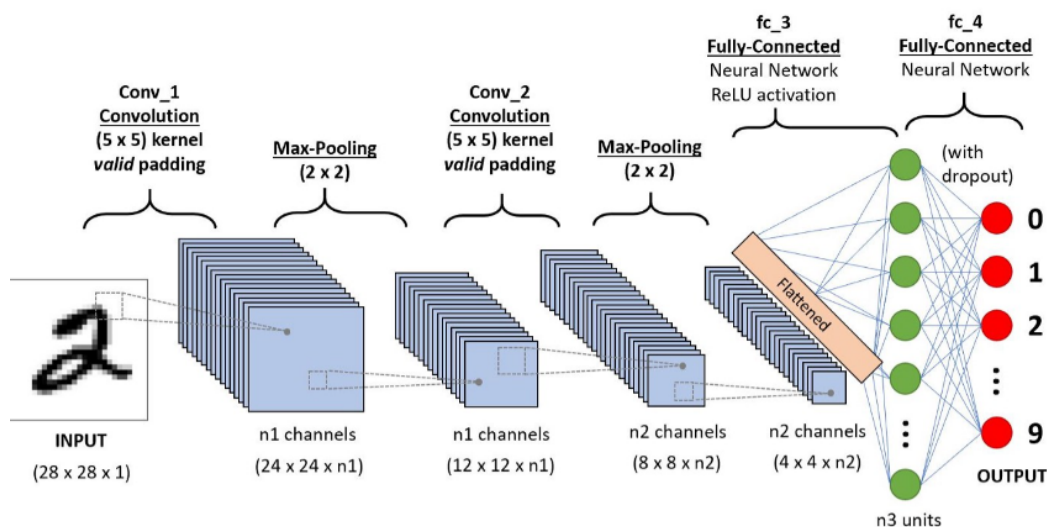 fc_3
Fully-Connected
Neural Network
ReLU activation
fc_4
Fully-Connected
Neural Network
Conv_1
Convolution
(5 x 5) kernel
valid padding
Max-Pooling
(2 x 2)
Conv_2
Convolution
(5 x 5) kernel
valid padding
Max-Pooling
(2 x 2)
(with
dropout)
Flattened
0
1
2
9
INPUT
(28 x 28 x 1)
n1 channels
(24 x 24 x n1)
n1 channels
(12 x 12 x n1)
n2 channels
(8 x 8 x n2)
n2 channels
(4 x 4 x n2)
OUTPUT
n3 units